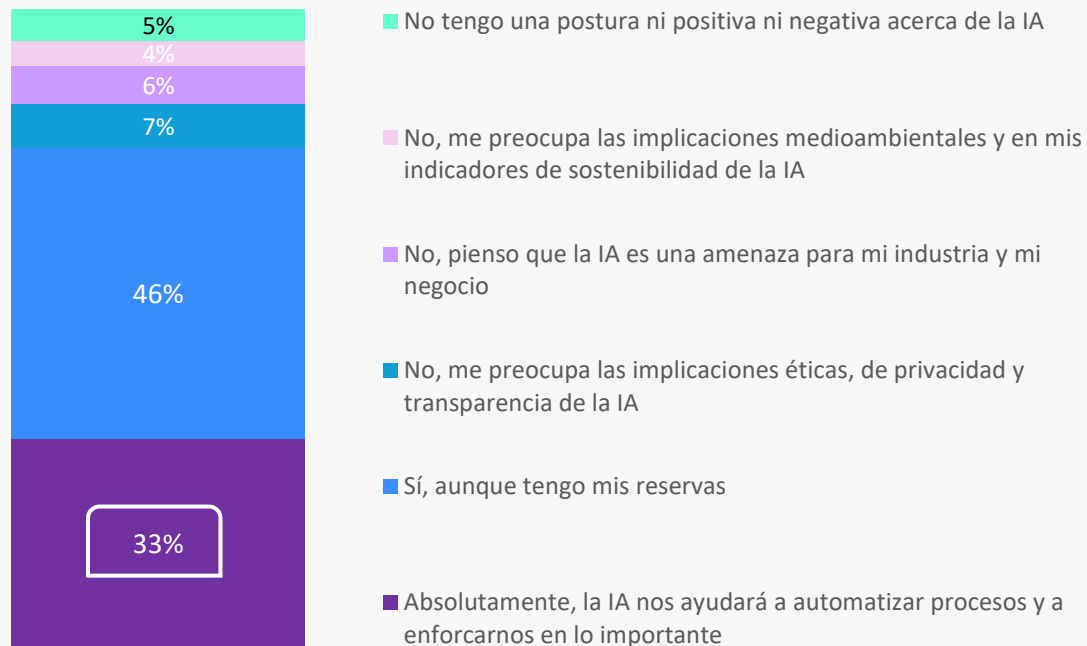 5%
4%
6%
7%
46%
33%
No tengo una postura ni positiva ni negativa acerca de la IA
No, me preocupa las implicaciones medioambientales y en mis
indicadores de sostenibilidad de la IA
No, pienso que la IA es una amenaza para mi industria y mi
negocio
No, me preocupa las implicaciones éticas, de privacidad y
transparencia de la IA
Sí, aunque tengo mis reservas
Absolutamente, la IA nos ayudará a automatizar procesos y a
enforcarnos en lo importante